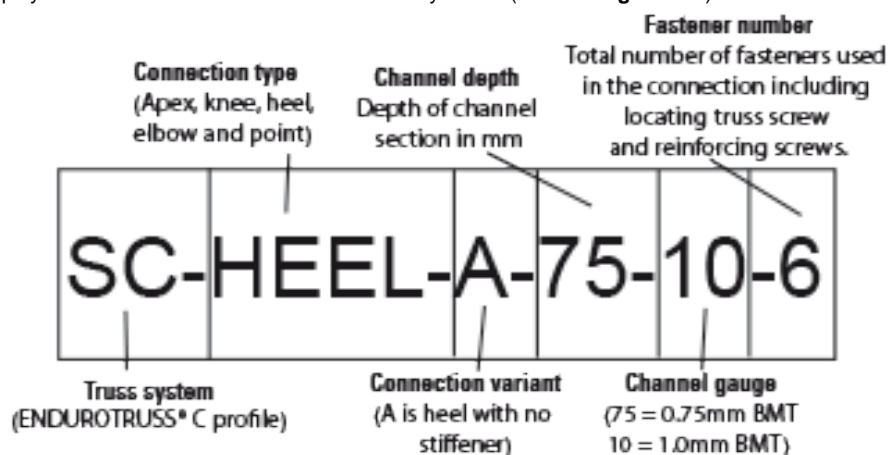 Fastener number
Total number of fasteners used
in the connection including
locating truss screw
and reinforcing screws.
Connection type
(Apex, knee, heel,
elbow and point)
Channel depth
Depth of channel
section in mm
SC-HEEL-A-75-10-6
Truss system
(ENDUROTRUSS® C profile)
Connection variant
(A is heel with no
stiffener)
Channel gauge
(75 = 0.75mm BMT
10 = 1.0mm BMT)